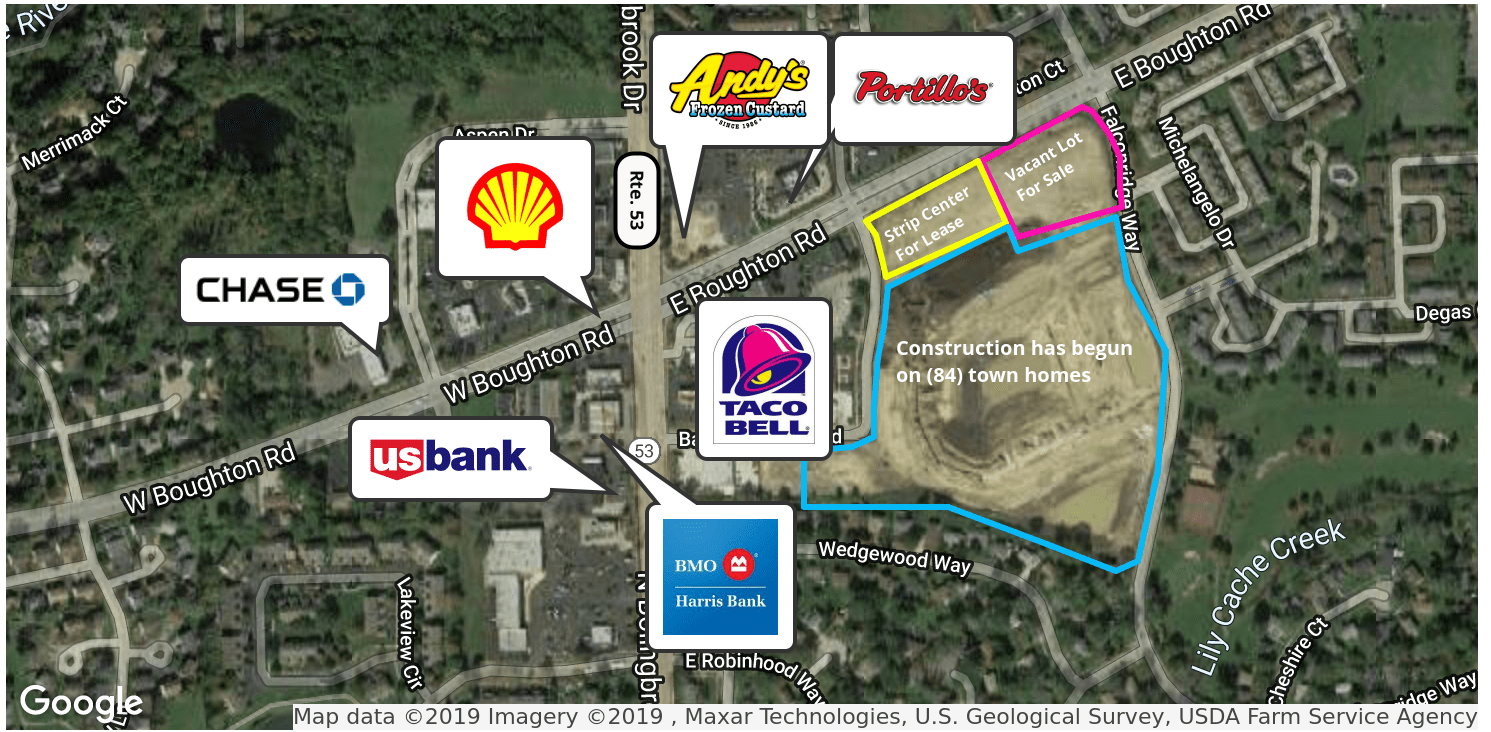 Merrimack Ct
Aspen Dr
brook Dr
Andy's
Frozen Custard
SINCE 1986
Portillo's
ton Ct
E Boughton Rd
Rte. 53
CHASE
E Boughton Rd
Strip Center
For Lease
Vacant Lot
For Sale
Falconridge Way
Michelangelo Dr
Degas
W Boughton Rd
TACO
BELL
Construction has begun
on (84) town homes
W Boughton Rd
usbank
53
Ba
d
BMO
Harris Bank
Wedgewood Way
Lily Cache Creek
Lakeview Cir
N Bolingbr
E Robinhood Way
Cheshire Ct
ridge Way
Google
Map data ©2019 Imagery ©2019 , Maxar Technologies, U.S. Geological Survey, USDA Farm Service Agency